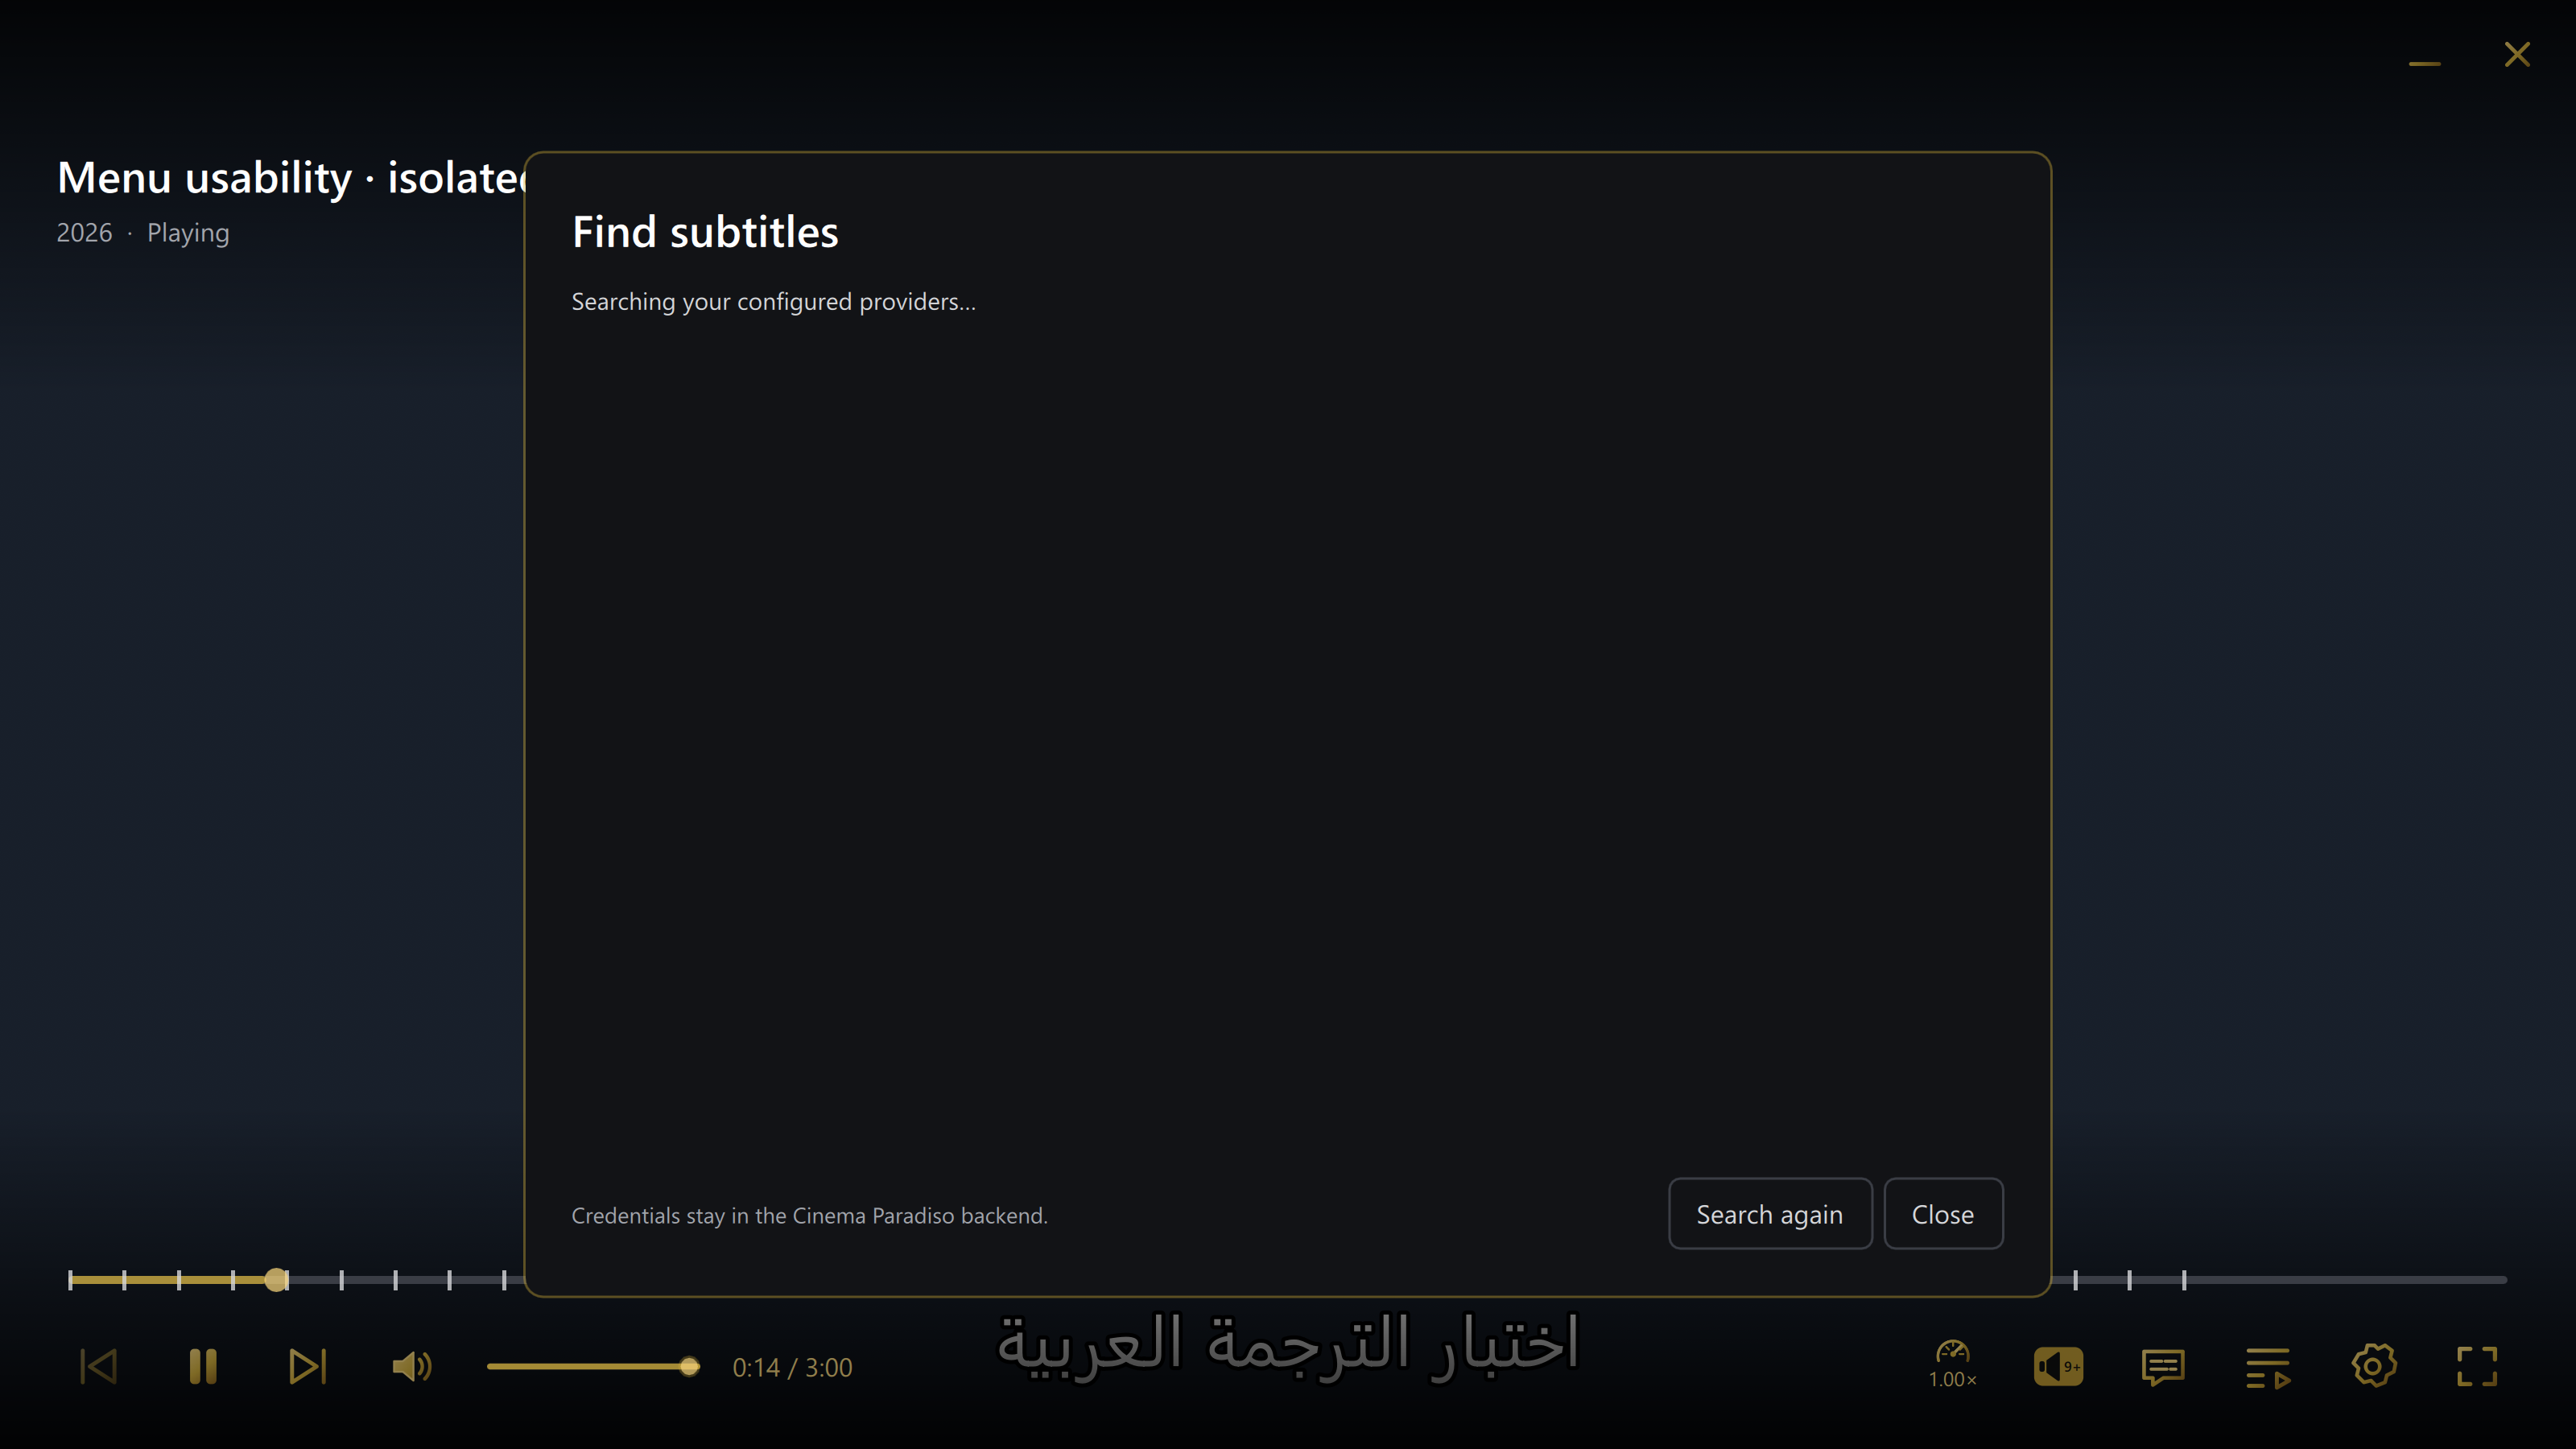 Menu usability · isolated
2026 · Playing
Find subtitles
Searching your configured providers...
Credentials stay in the Cinema Paradiso backend.
Search again
Close
اختبار الترجمة العربية
0:14 / 3:00
1.00×
9+